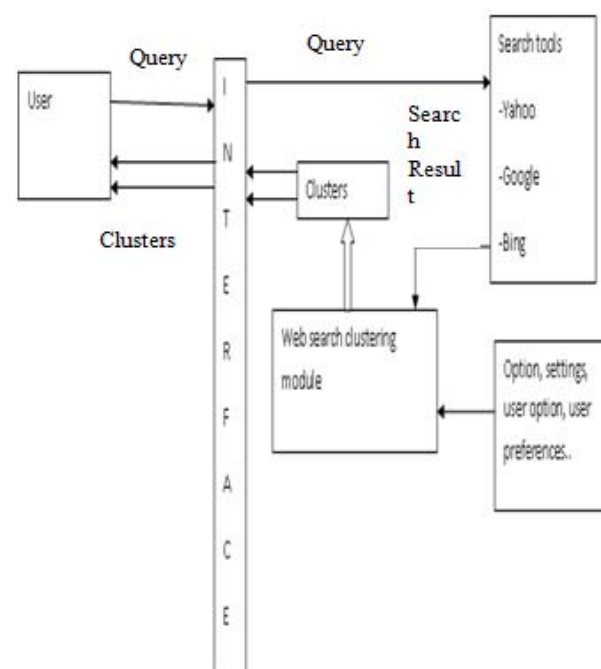 Query
Query
User
I
N
T
E
R
F
A
C
E
Search tools
-Yahoo
-Google
-Bing
Searc
h
Resul
t
Clusters
Clusters
Web search clustering
module
Option, settings,
user option, user
preferences..